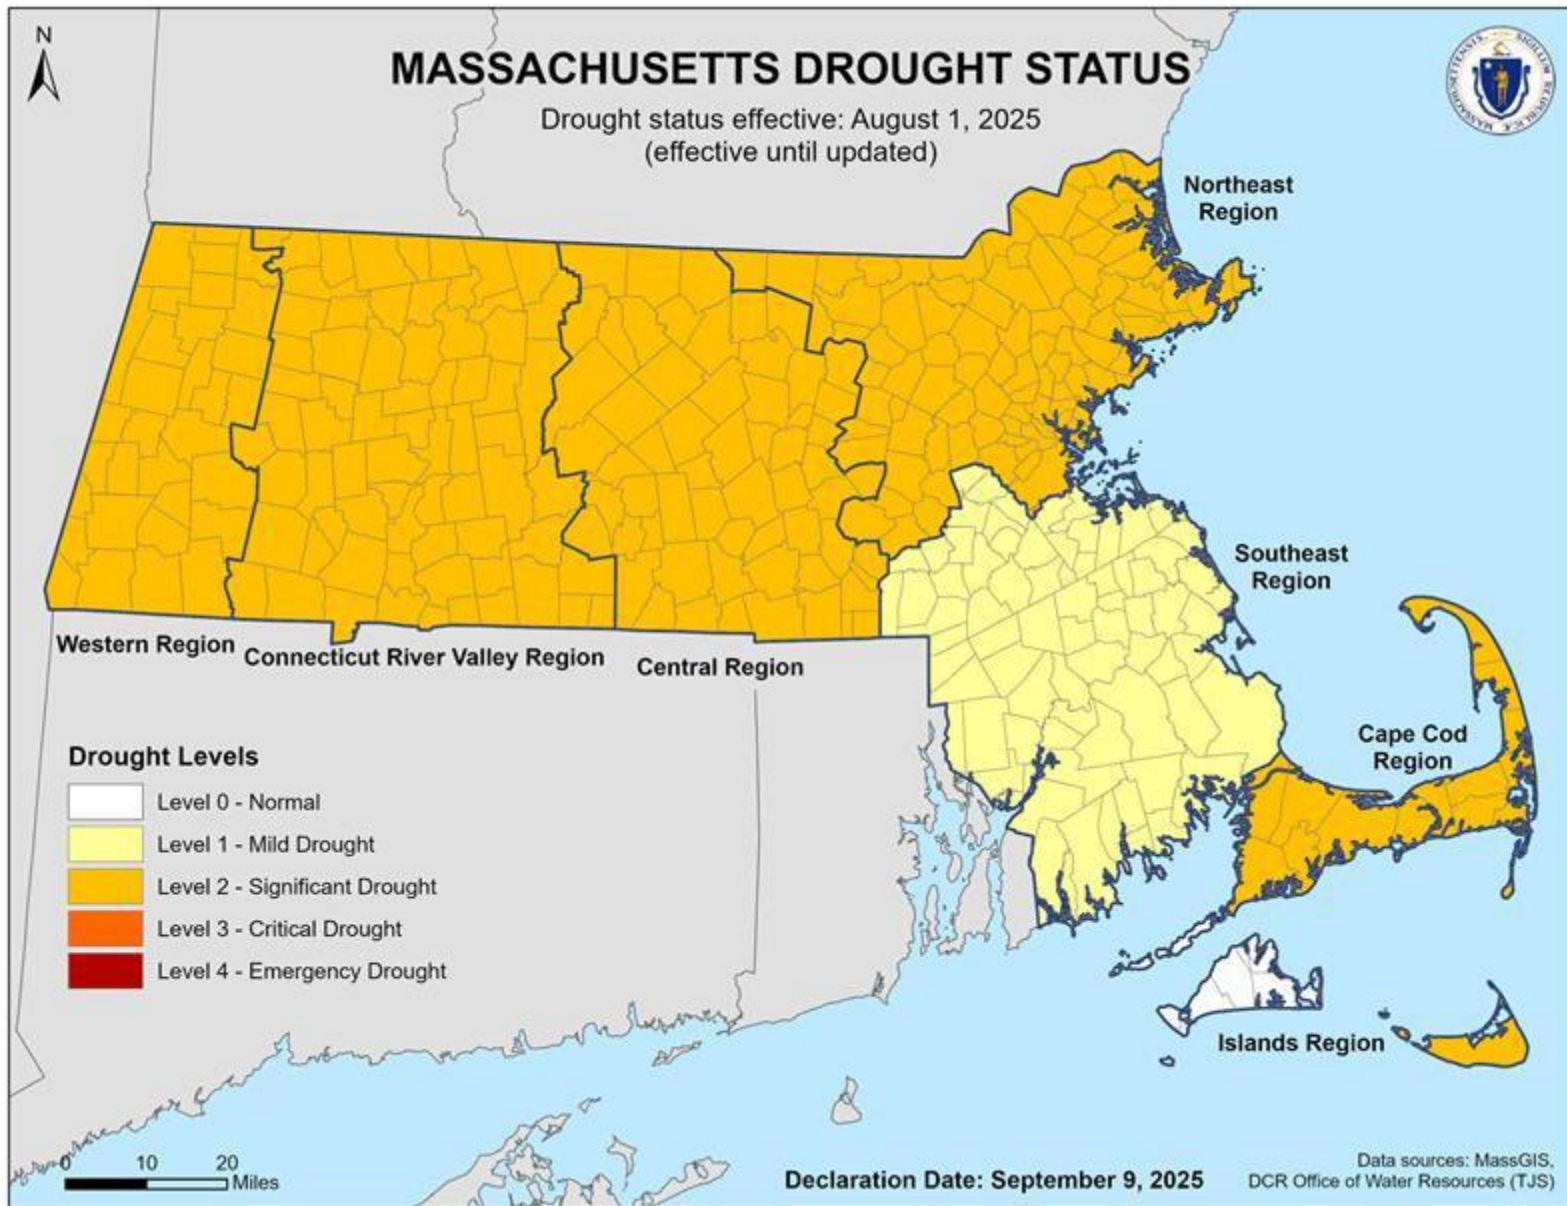 N
MASSACHUSETTS DROUGHT STATUS
Drought status effective: August 1, 2025
(effective until updated)
Northeast
Region
Southeast
Region
Western Region
Connecticut River Valley Region
Central Region
Cape Cod
Region
Drought Levels
Level 0 - Normal
Level 1 - Mild Drought
Level 2 - Significant Drought
Level 3 - Critical Drought
Level 4 - Emergency Drought
Islands Region
0 10 20
Miles
Declaration Date: September 9, 2025
Data sources: MassGIS,
DCR Office of Water Resources (TJS)